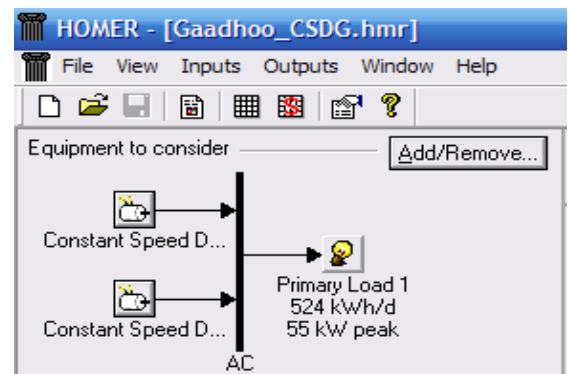 HOMER - [Gaadhoo_CSDG.hmr]
File View Inputs Outputs Window Help
Equipment to consider
Add/Remove...
Constant Speed D...
Primary Load 1
524 kWh/d
55 kW peak
Constant Speed D...
AC